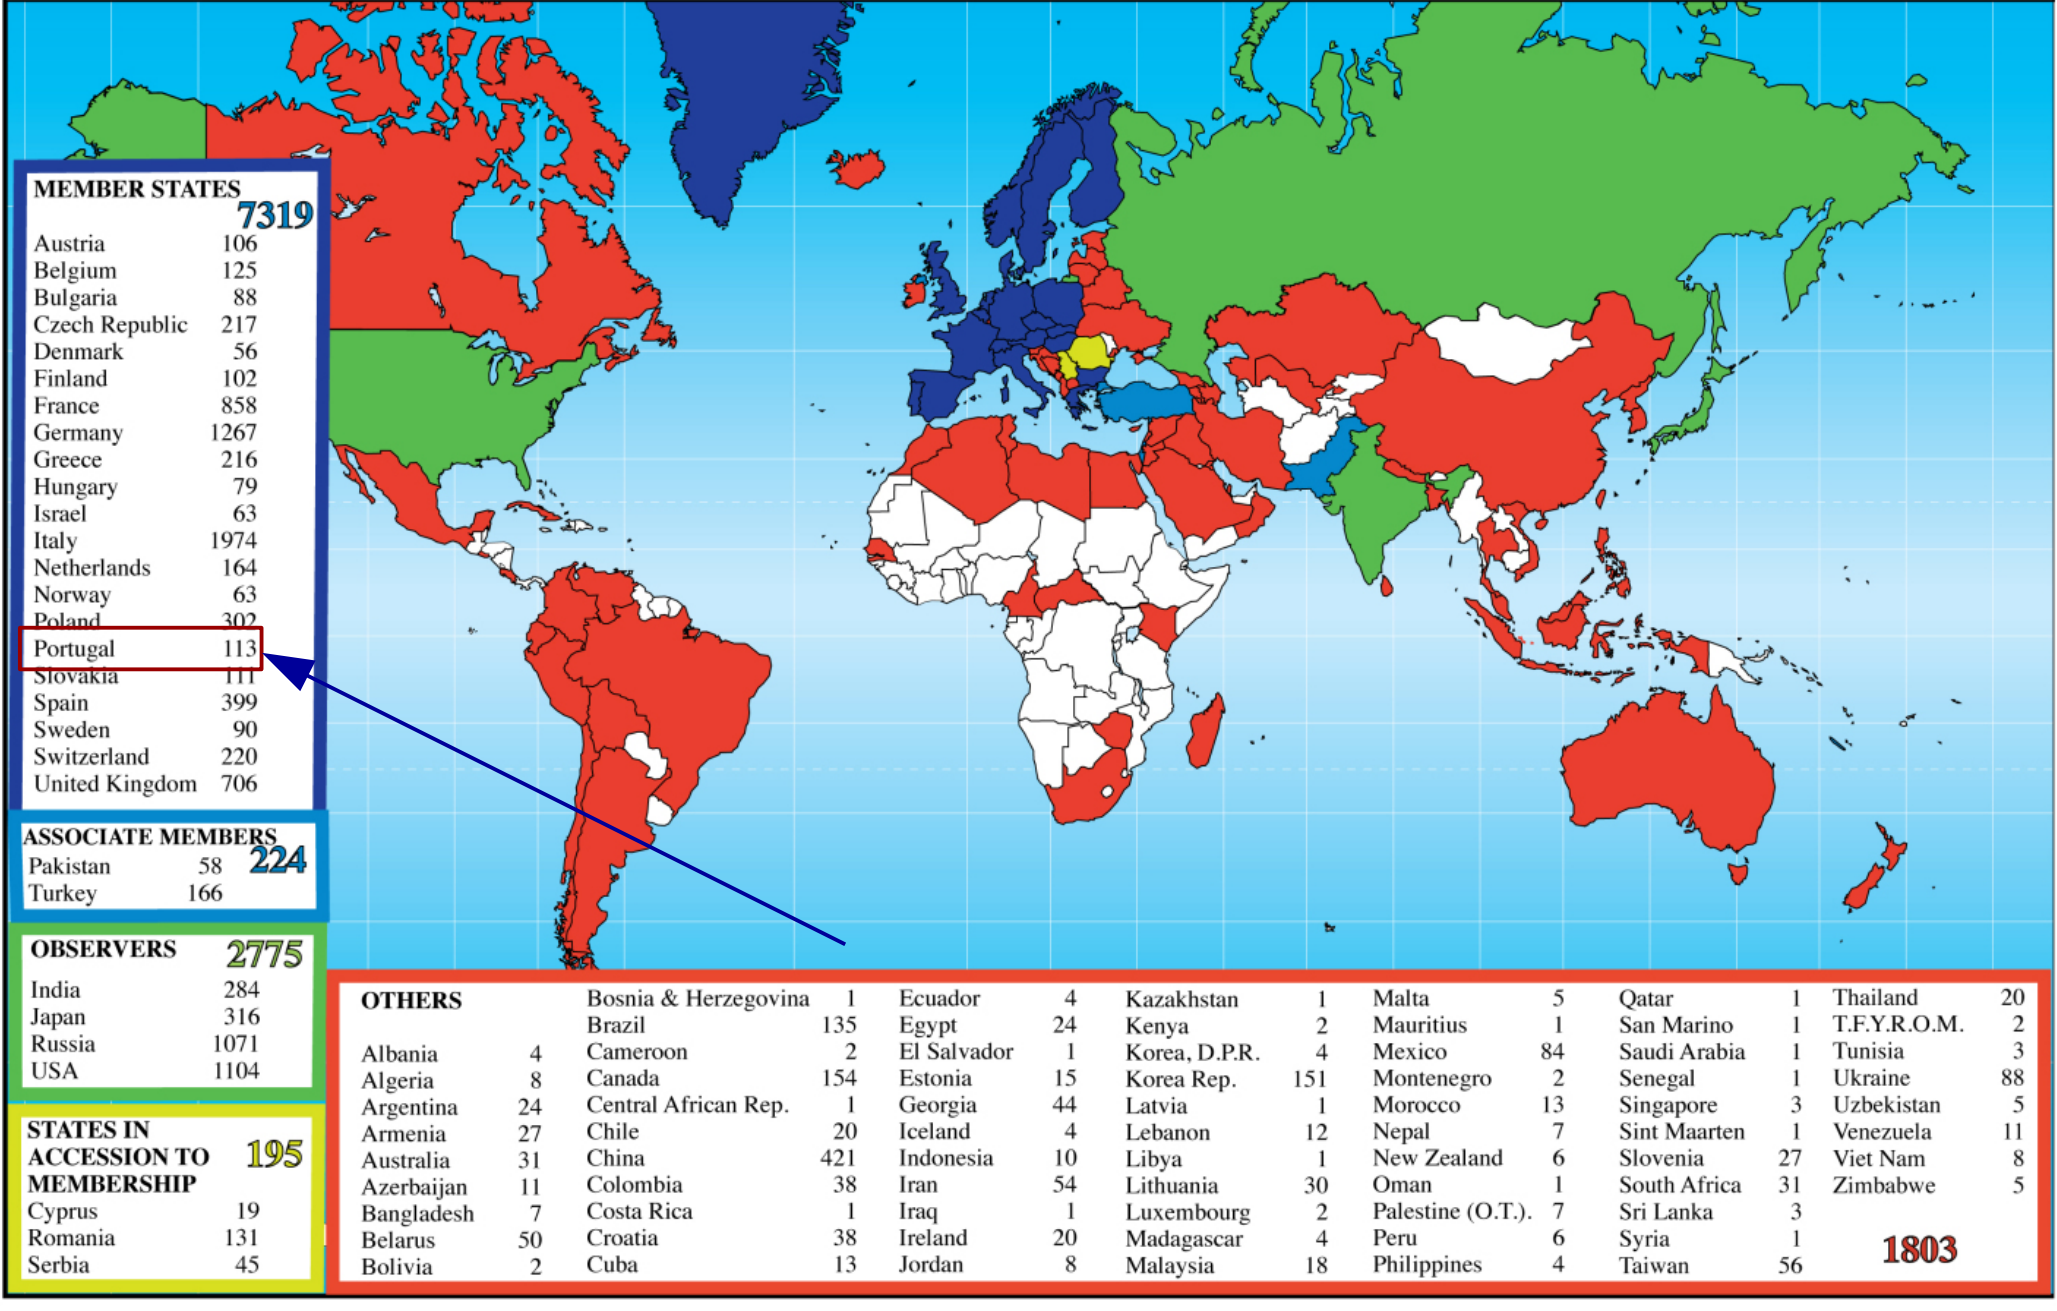 MEMBER STATES
7319
Austria 106
Belgium 125
Bulgaria 88
Czech Republic 217
Denmark 56
Finland 102
France 858
Germany 1267
Greece 216
Hungary 79
Israel 63
Italy 1974
Netherlands 164
Norway 63
Poland 302
Portugal 113
Slovakia 111
Spain 399
Sweden 90
Switzerland 220
United Kingdom 706
ASSOCIATE MEMBERS
224
Pakistan 58
Turkey 166
OBSERVERS 2775
India 284
Japan 316
Russia 1071
USA 1104
STATES IN
ACCESSION TO
MEMBERSHIP
195
Cyprus 19
Romania 131
Serbia 45
OTHERS
Albania 4
Algeria 8
Argentina 24
Armenia 27
Australia 31
Azerbaijan 11
Bangladesh 7
Belarus 50
Bolivia 2
Bosnia & Herzegovina 1
Brazil 135
Cameroon 2
Canada 154
Central African Rep. 1
Chile 20
China 421
Colombia 38
Costa Rica 1
Croatia 38
Cuba 13
Ecuador 4
Egypt 24
El Salvador 1
Estonia 15
Georgia 44
Iceland 4
Indonesia 10
Iran 54
Iraq 1
Ireland 20
Jordan 8
Kazakhstan 1
Kenya 2
Korea, D.P.R. 4
Korea Rep. 151
Latvia 1
Lebanon 12
Libya 1
Lithuania 30
Luxembourg 2
Madagascar 4
Malaysia 18
Malta 5
Mauritius 1
Mexico 84
Montenegro 2
Morocco 13
Nepal 7
New Zealand 6
Oman 1
Palestine (O.T.). 7
Peru 6
Philippines 4
Qatar 1
San Marino 1
Saudi Arabia 1
Senegal 1
Singapore 3
Sint Maarten 1
Slovenia 27
South Africa 31
Sri Lanka 3
Syria 1
Taiwan 56
Thailand 20
T.F.Y.R.O.M. 2
Tunisia 3
Ukraine 88
Uzbekistan 5
Venezuela 11
Viet Nam 8
Zimbabwe 5
1803